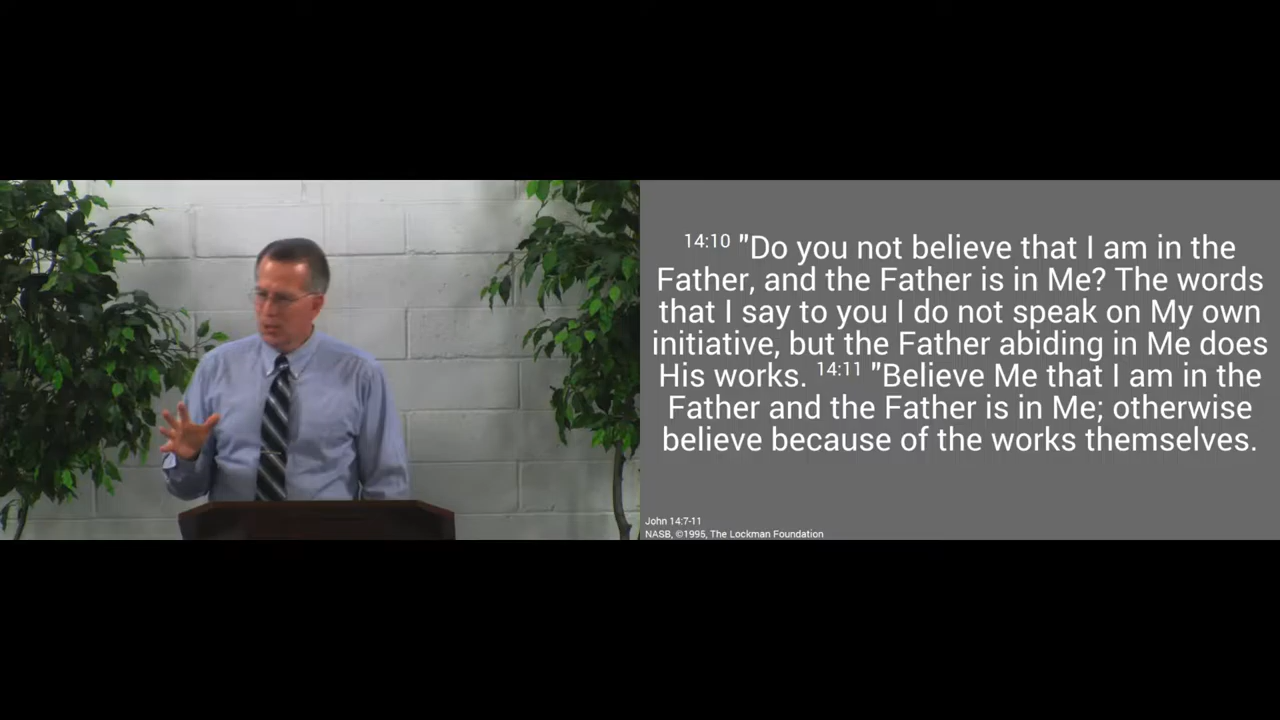 14:10 "Do you not believe that I am in the
Father, and the Father is in Me? The words
that I say to you I do not speak on My own
initiative, but the Father abiding in Me does
His works. 14:11 "Believe Me that I am in the
Father and the Father is in Me; otherwise
believe because of the works themselves.
John 14:7-11
NASB, ©1995, The Lockman Foundation